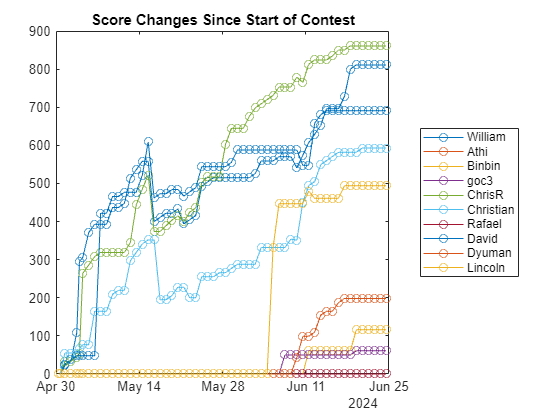 Score Changes Since Start of Contest
900
800
700
600
500
400
300
200
100
0
Apr 30 May 14 May 28 Jun 11 Jun 25
2024
William
Athi
Binbin
goc3
ChrisR
Christian
Rafael
David
Dyuman
Lincoln